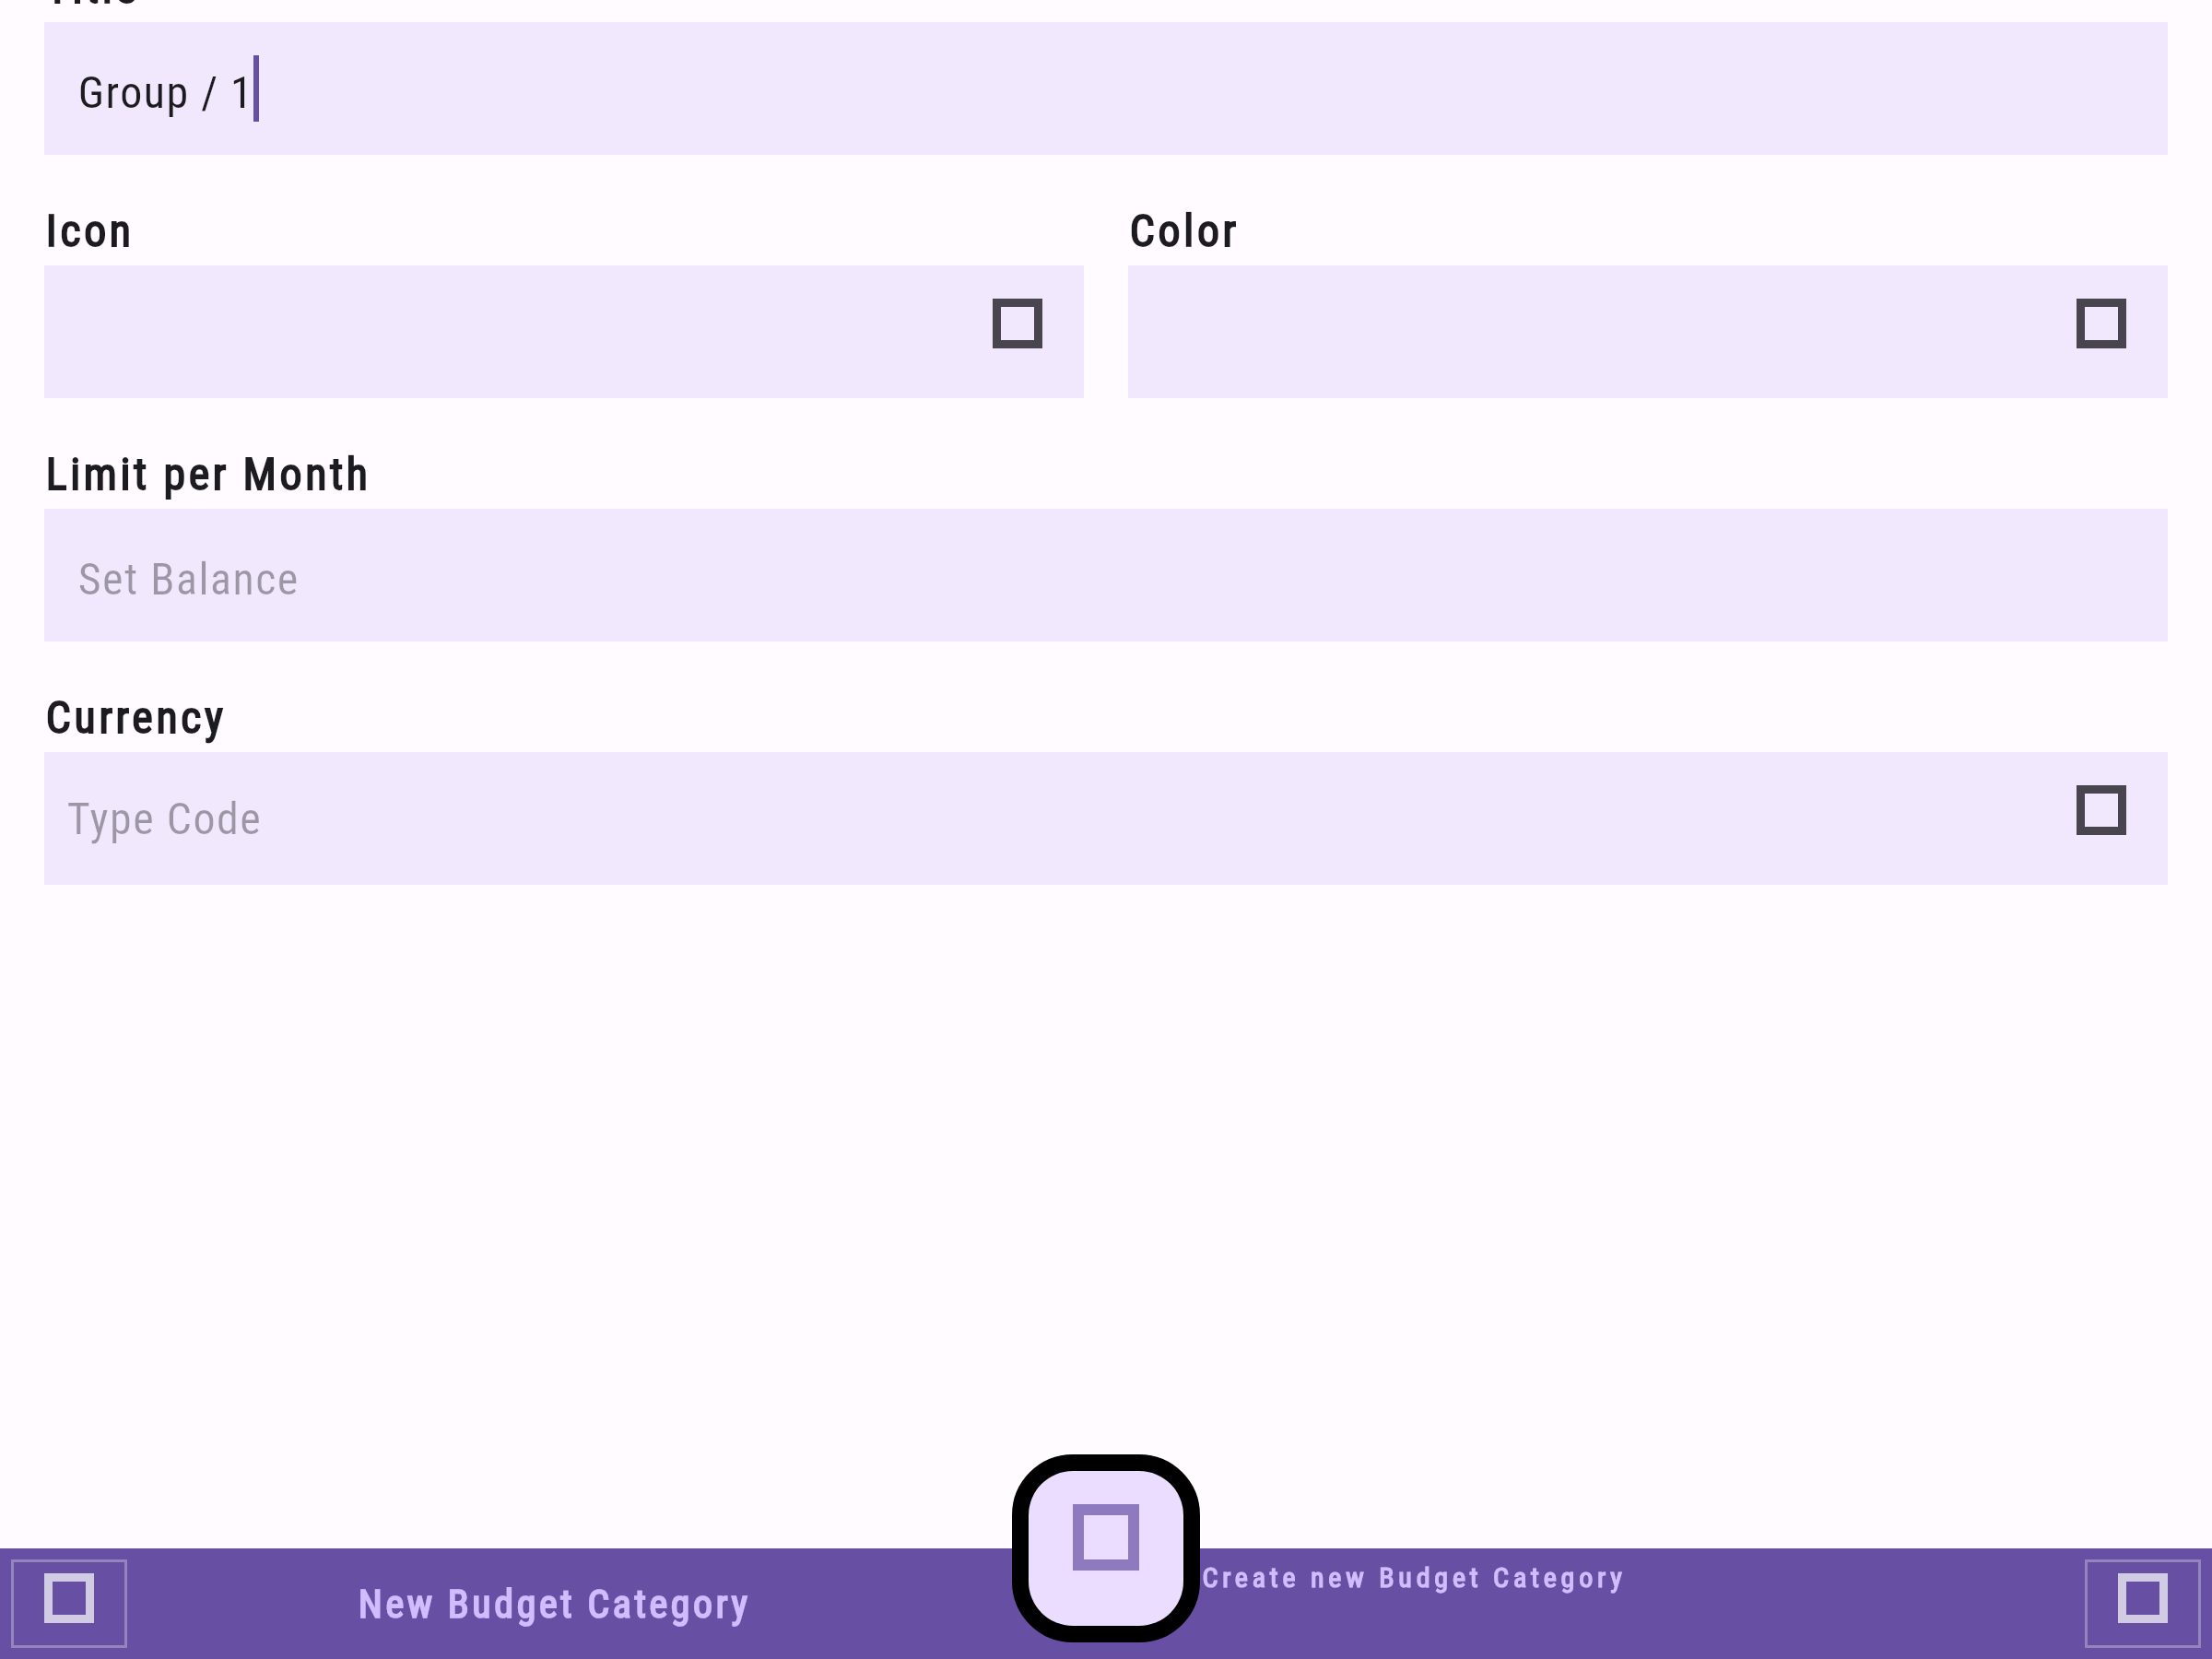 Title
Group / 1
Icon
Color
Limit per Month
Set Balance
Currency
Type Code
New Budget Category
Create new Budget Category